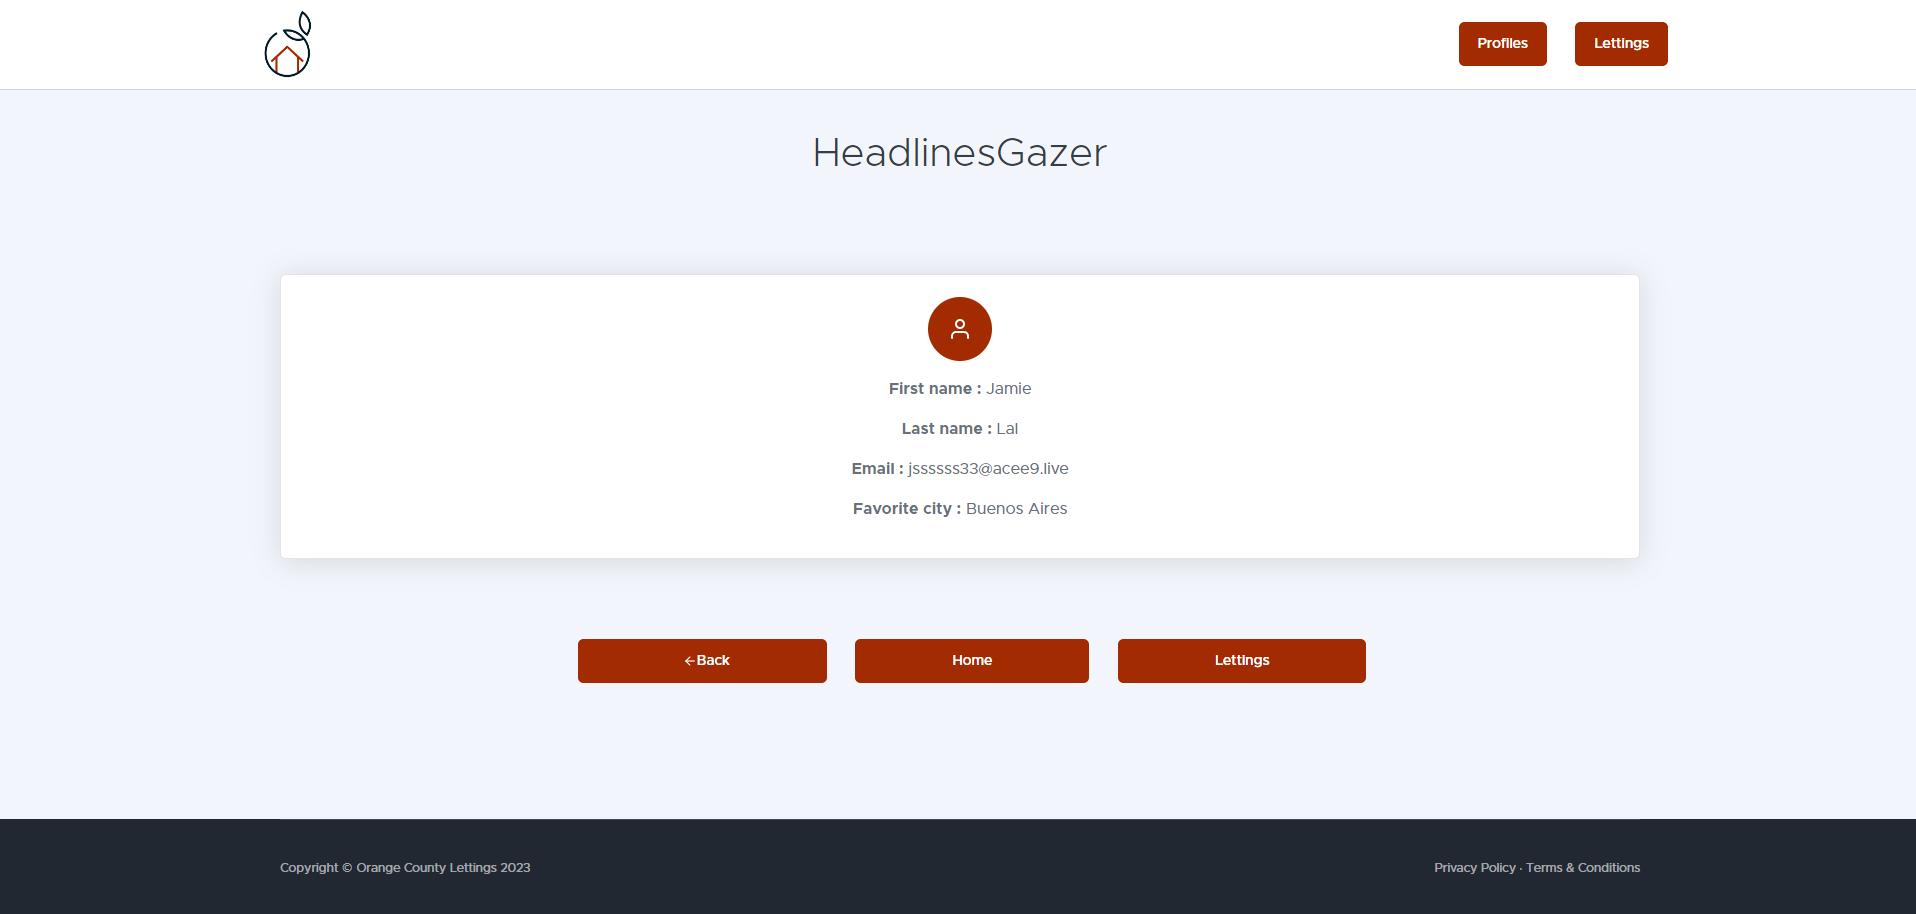 Profiles
Lettings
HeadlinesGazer
First name : Jamie
Last name : Lal
Email : jssssss33@acee9.live
Favorite city : Buenos Aires
←Back
Home
Lettings
Copyright © Orange County Lettings 2023
Privacy Policy · Terms & Conditions